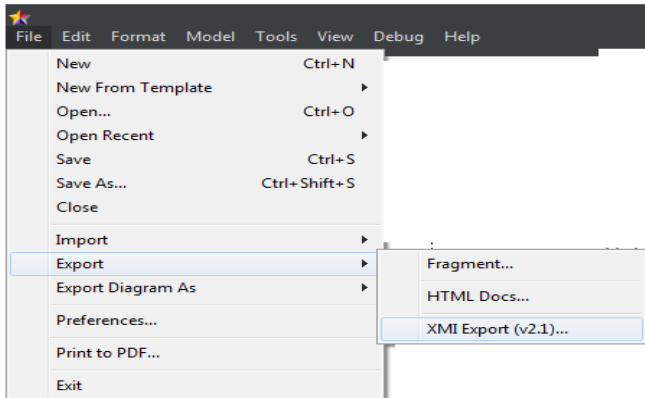 File Edit Format Model Tools View Debug Help
New Ctrl+N
New From Template
Open... Ctrl+O
Open Recent
Save Ctrl+S
Save As... Ctrl+Shift+S
Close
Import
Export
Export Diagram As
Preferences...
Print to PDF...
Exit
Fragment...
HTML Docs...
XMI Export (v2.1)...